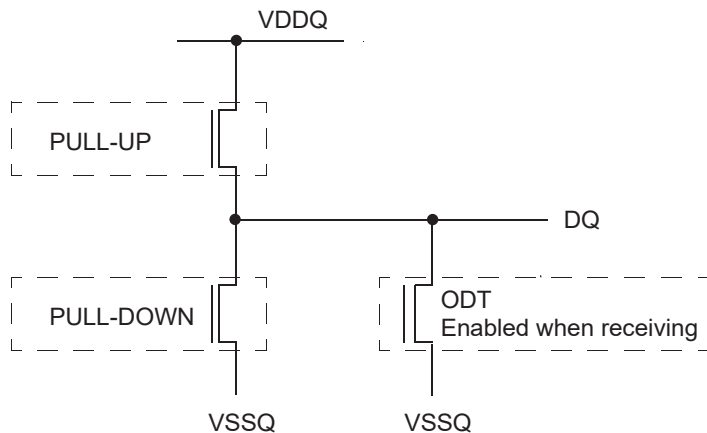 VDDQ
PULL-UP
DQ
PULL-DOWN
ODT
Enabled when receiving
VSSQ
VSSQ